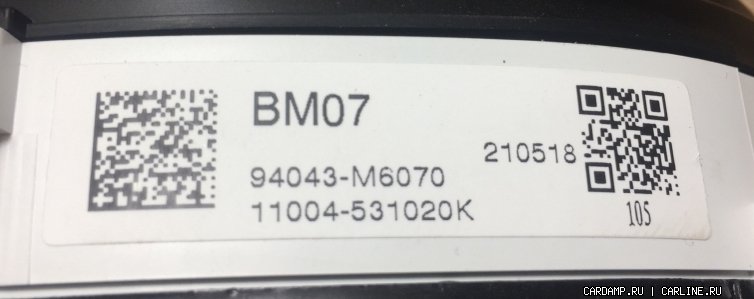 BM07
210518
94043-M6070
11004-531020K
105
CARDAMP.RU | CARLINE.RU